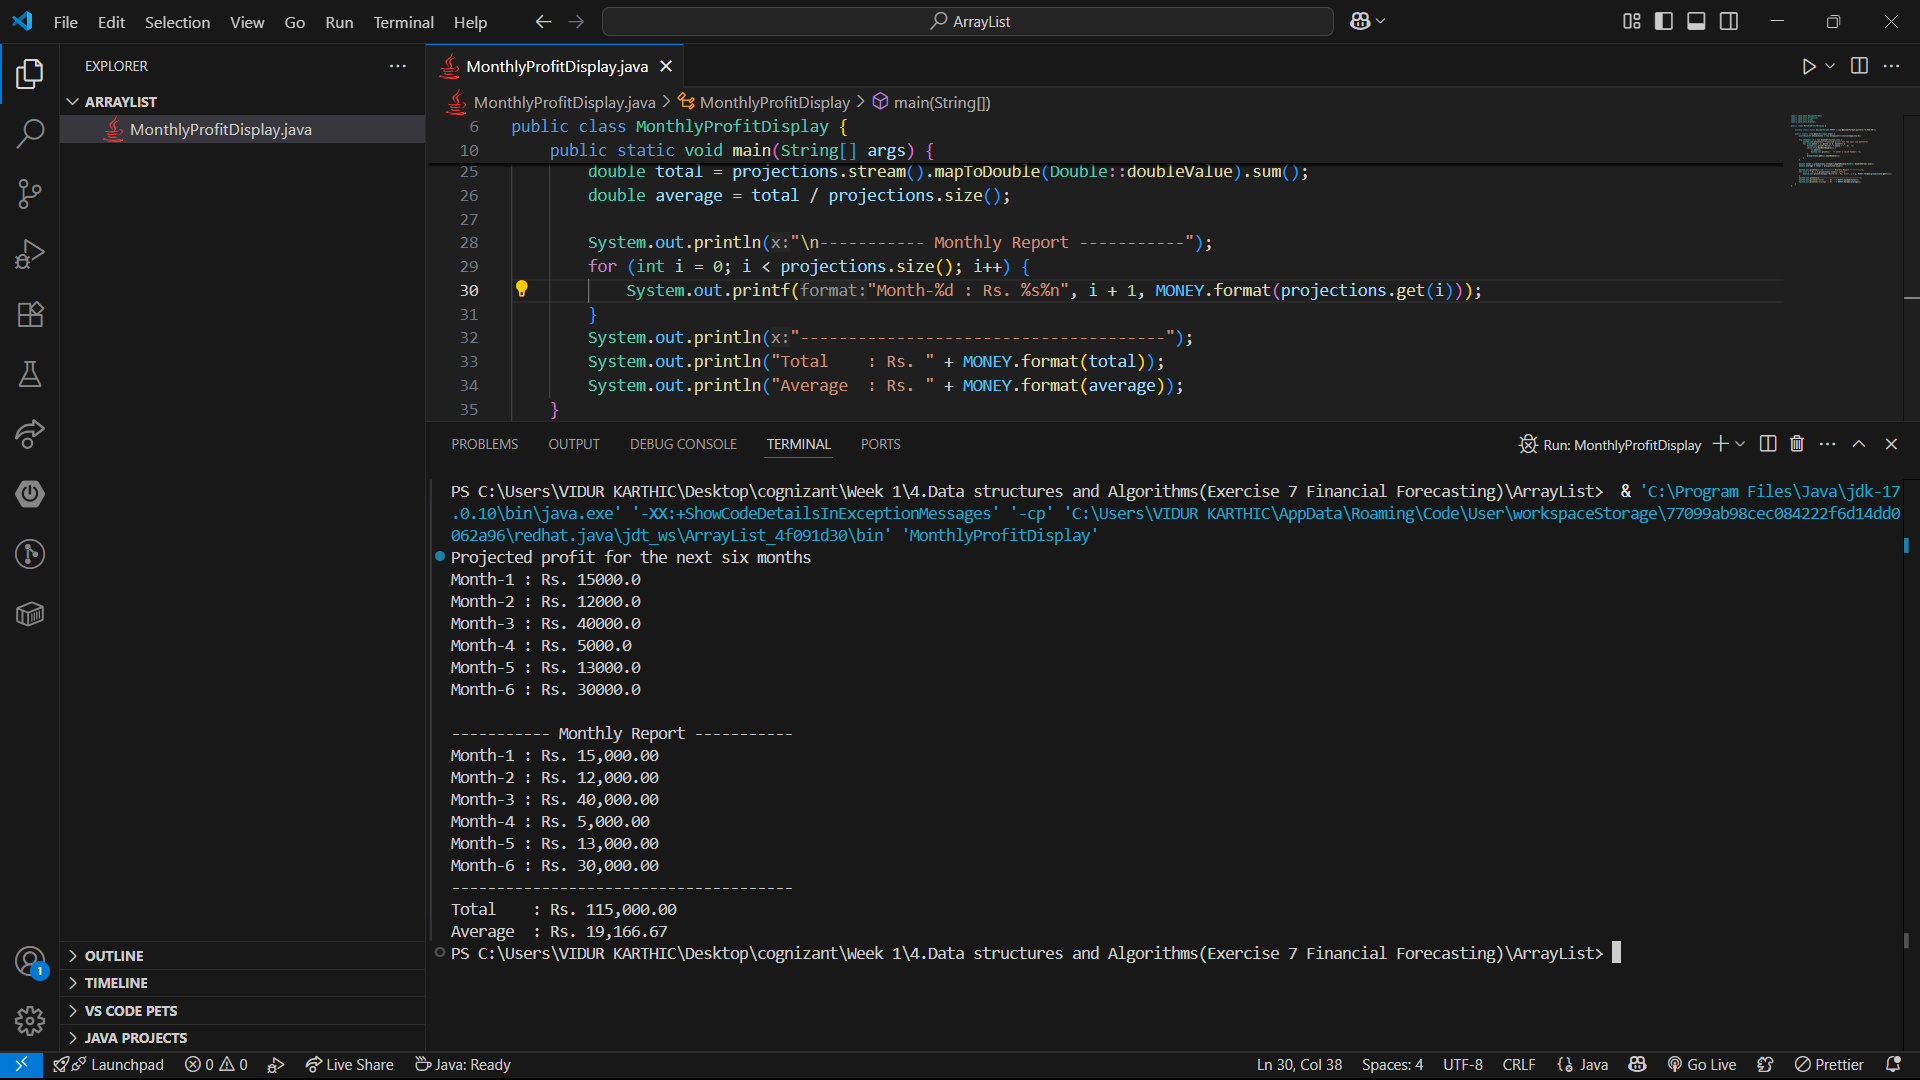 File Edit Selection View Go Run Terminal Help
ArrayList
EXPLORER
ARRAYLIST
MonthlyProfitDisplay.java
OUTLINE
TIMELINE
VS CODE PETS
JAVA PROJECTS
1
MonthlyProfitDisplay.java
MonthlyProfitDisplay.java > MonthlyProfitDisplay > main(String[])
6 public class MonthlyProfitDisplay {
10 public static void main(String[] args) {
25 double total = projections.stream().mapToDouble(Double::doubleValue).sum();
26 double average = total / projections.size();
27
28 System.out.println(x:"\n----------- Monthly Report -----------");
29 for (int i = 0; i < projections.size(); i++) {
30 System.out.printf(format:"Month-%d : Rs. %s%n", i + 1, MONEY.format(projections.get(i)));
31 }
32 System.out.println(x:"--------------------------------------");
33 System.out.println("Total    : Rs. " + MONEY.format(total));
34 System.out.println("Average  : Rs. " + MONEY.format(average));
35 }
PROBLEMS OUTPUT DEBUG CONSOLE TERMINAL PORTS
Run: MonthlyProfitDisplay
PS C:\Users\VIDUR KARTHIC\Desktop\cognizant\Week 1\4.Data structures and Algorithms(Exercise 7 Financial Forecasting)\ArrayList>  & 'C:\Program Files\Java\jdk-17
.0.10\bin\java.exe' '-XX:+ShowCodeDetailsInExceptionMessages' '-cp' 'C:\Users\VIDUR KARTHIC\AppData\Roaming\Code\User\workspaceStorage\77099ab98cec084222f6d14dd0
062a96\redhat.java\jdt_ws\ArrayList_4f091d30\bin' 'MonthlyProfitDisplay'
Projected profit for the next six months
Month-1 : Rs. 15000.0
Month-2 : Rs. 12000.0
Month-3 : Rs. 40000.0
Month-4 : Rs. 5000.0
Month-5 : Rs. 13000.0
Month-6 : Rs. 30000.0
----------- Monthly Report -----------
Month-1 : Rs. 15,000.00
Month-2 : Rs. 12,000.00
Month-3 : Rs. 40,000.00
Month-4 : Rs. 5,000.00
Month-5 : Rs. 13,000.00
Month-6 : Rs. 30,000.00
--------------------------------------
Total    : Rs. 115,000.00
Average  : Rs. 19,166.67
PS C:\Users\VIDUR KARTHIC\Desktop\cognizant\Week 1\4.Data structures and Algorithms(Exercise 7 Financial Forecasting)\ArrayList>
Launchpad 0 0 Live Share Java: Ready Ln 30, Col 38 Spaces: 4 UTF-8 CRLF {} Java Go Live Prettier